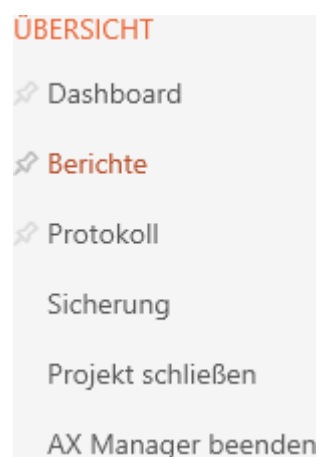 ÜBERSICHT
Dashboard
Berichte
Protokoll
Sicherung
Projekt schließen
AX Manager beenden